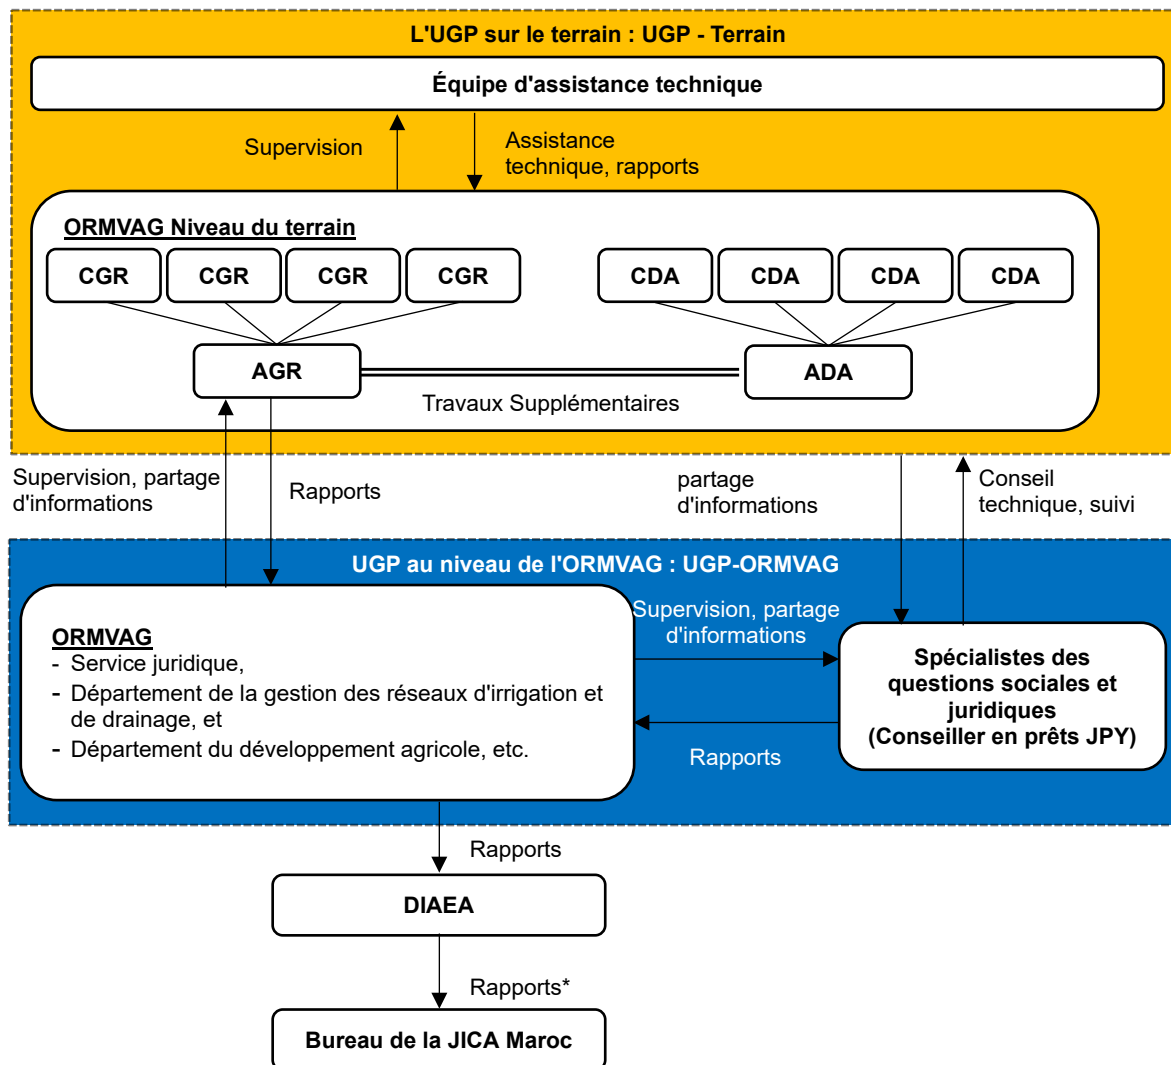 L'UGP sur le terrain : UGP - Terrain
Équipe d'assistance technique
Supervision
Assistance
technique, rapports
ORMVAG Niveau du terrain
CGR
CGR
CGR
CGR
CDA
CDA
CDA
CDA
AGR
ADA
Travaux Supplémentaires
Supervision, partage
d'informations
Rapports
partage
d'informations
Conseil
technique, suivi
UGP au niveau de l'ORMVAG : UGP-ORMVAG
ORMVAG
- Service juridique,
- Département de la gestion des réseaux d'irrigation et
de drainage, et
- Département du développement agricole, etc.
Supervision, partage
d'informations
Rapports
Spécialistes des
questions sociales et
juridiques
(Conseiller en prêts JPY)
Rapports
DIAEA
Rapports*
Bureau de la JICA Maroc